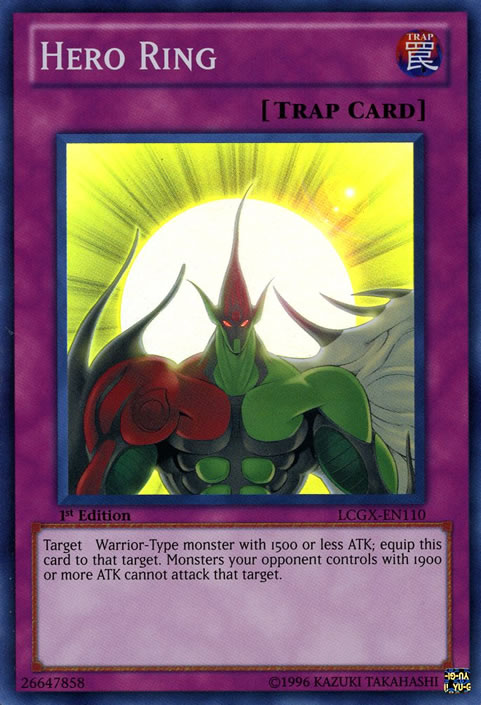 Hero Ring
TRAP
罠
[Trap Card]
1st Edition
LCGX-EN110
Target Warrior-Type monster with 1500 or less ATK; equip this
card to that target. Monsters your opponent controls with 1900
or more ATK cannot attack that target.
26647858
©1996 KAZUKI TAKAHASHI